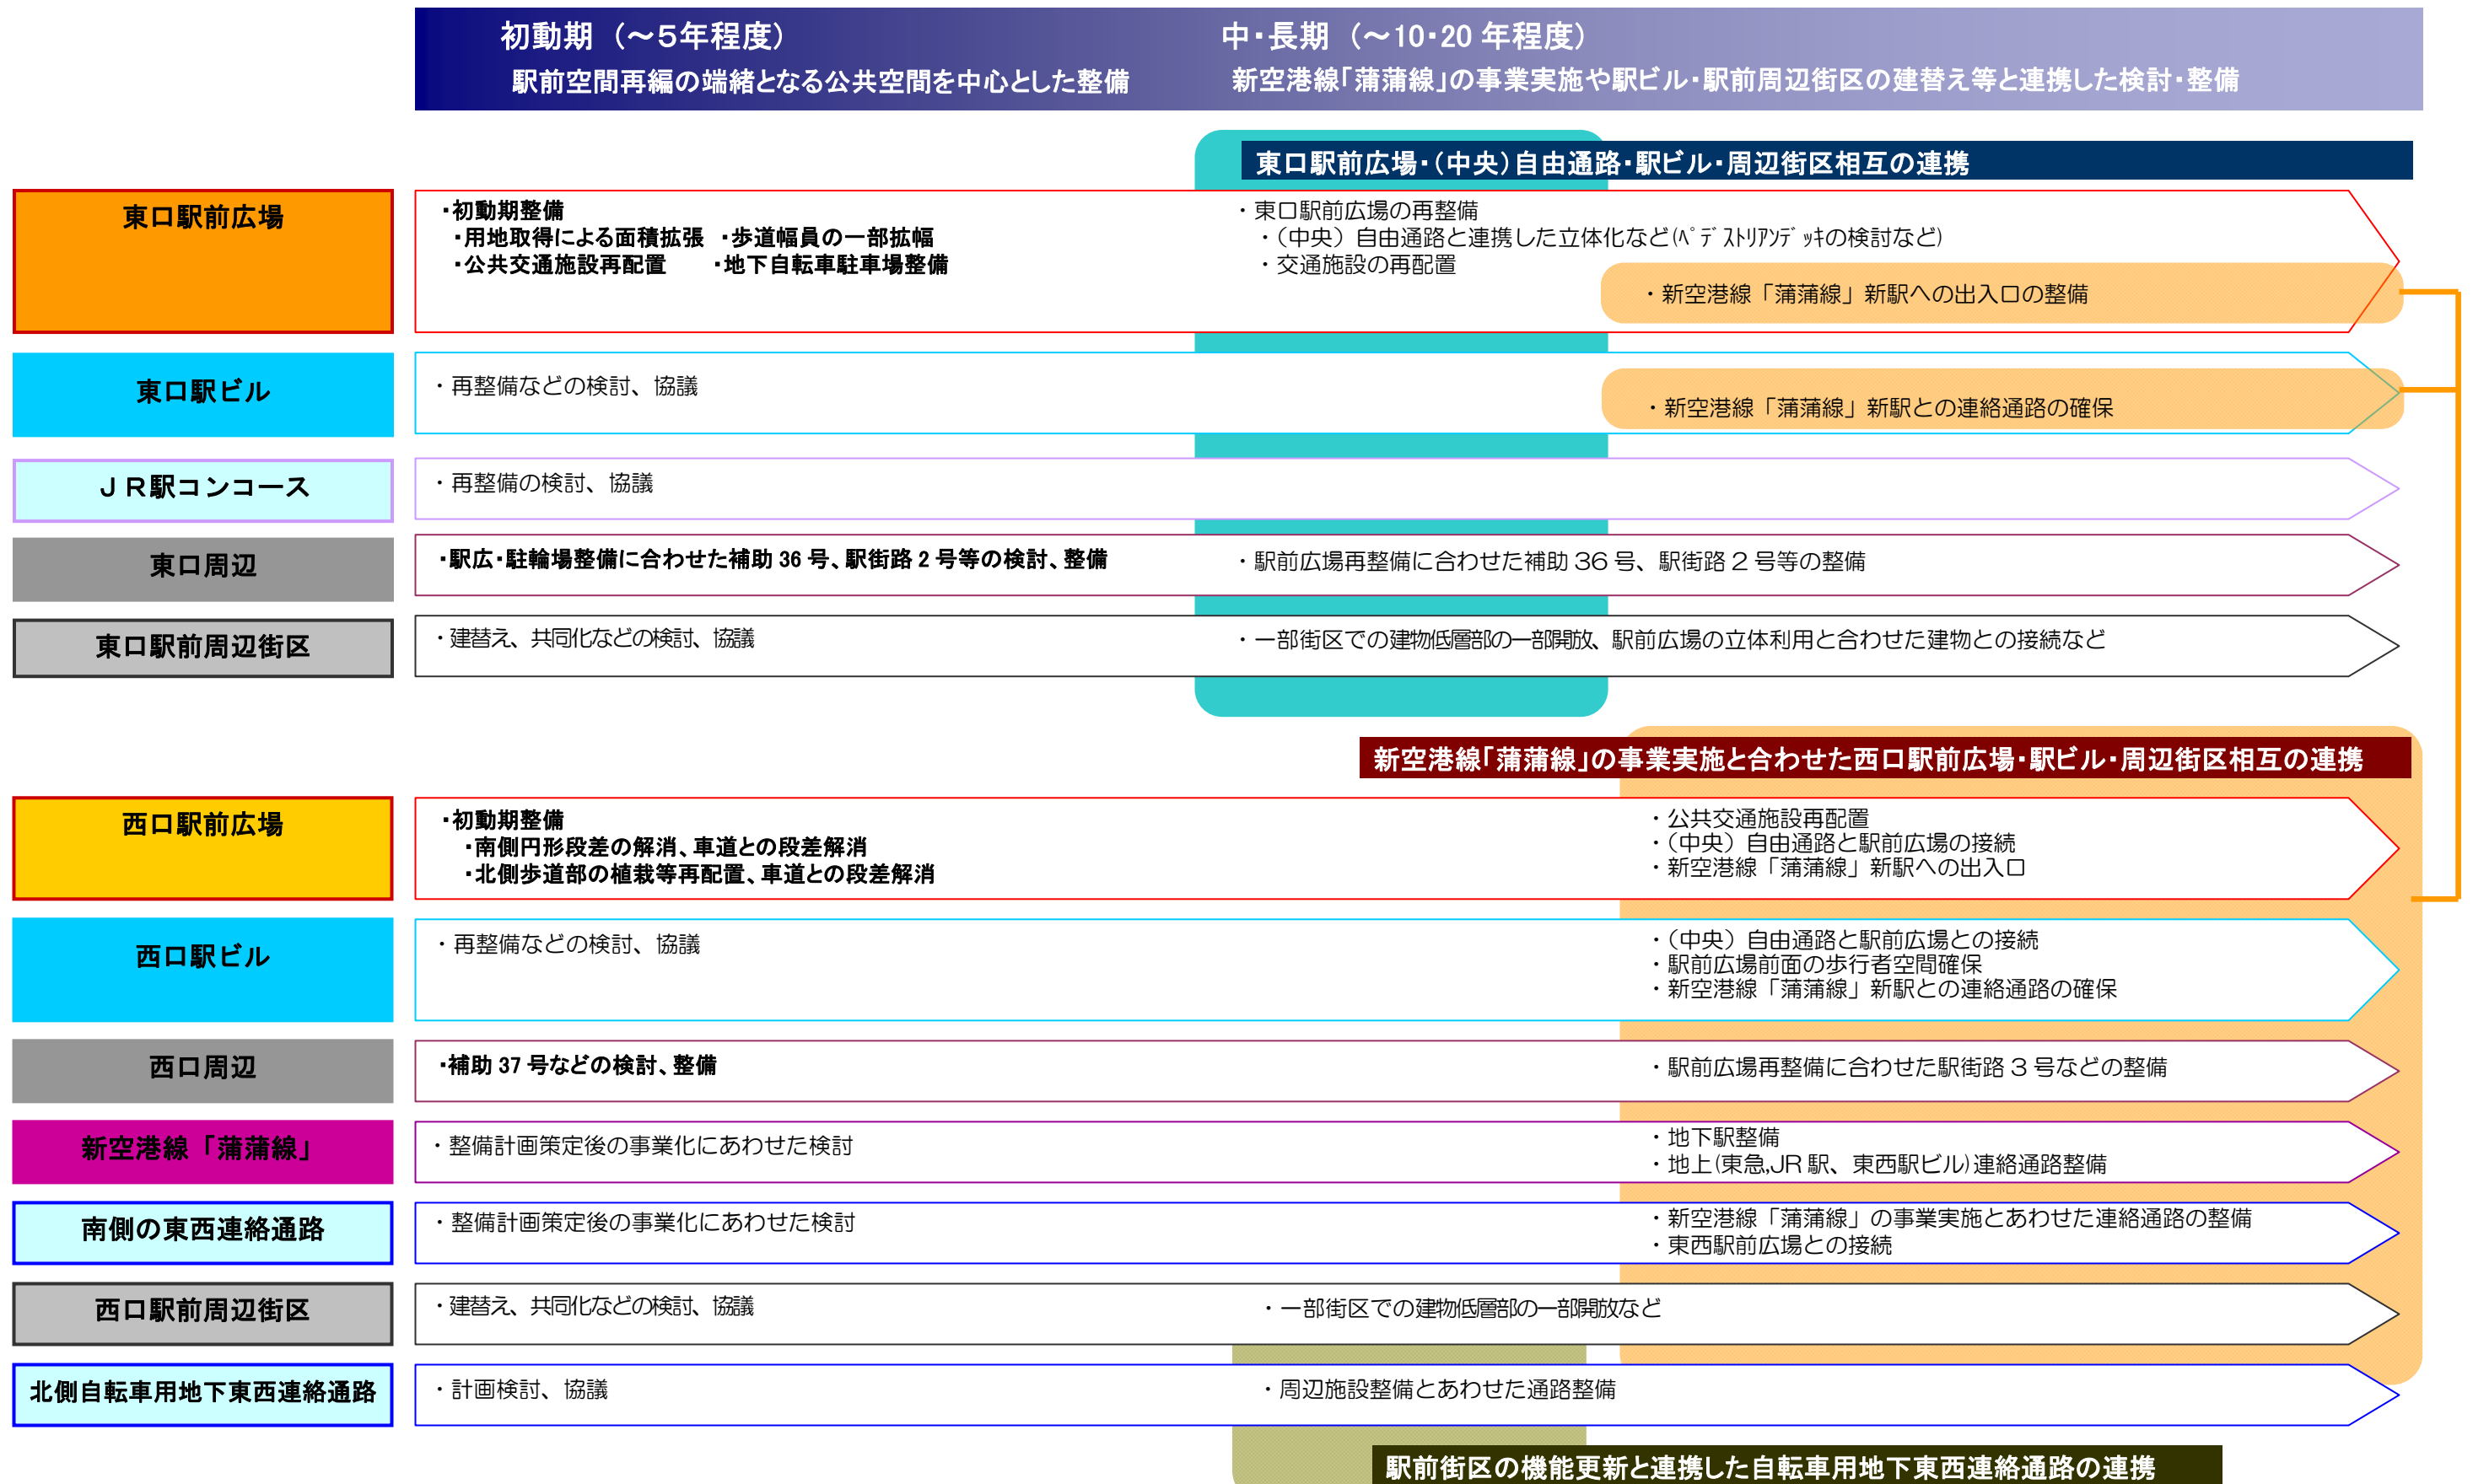 初動期（～５年程度）
駅前空間再編の端緒となる公共空間を中心とした整備
中・長期（～10・20 年程度）
新空港線「蒲蒲線」の事業実施や駅ビル・駅前周辺街区の建替え等と連携した検討・整備
東口駅前広場・（中央）自由通路・駅ビル・周辺街区相互の連携
東口駅前広場
・初動期整備
・用地取得による面積拡張　・歩道幅員の一部拡幅
・公共交通施設再配置　　・地下自転車駐車場整備
・東口駅前広場の再整備
・（中央）自由通路と連携した立体化など(ﾍﾟﾃﾞｽﾄﾘｱﾝﾃﾞｯｷの検討など)
・交通施設の再配置
・新空港線「蒲蒲線」新駅への出入口の整備
東口駅ビル
・再整備などの検討、協議
・新空港線「蒲蒲線」新駅との連絡通路の確保
ＪＲ駅コンコース
・再整備の検討、協議
東口周辺
・駅広・駐輪場整備に合わせた補助 36 号、駅街路 2 号等の検討、整備
・駅前広場再整備に合わせた補助 36 号、駅街路 2 号等の整備
東口駅前周辺街区
・建替え、共同化などの検討、協議
・一部街区での建物低層部の一部開放、駅前広場の立体利用と合わせた建物との接続など
新空港線「蒲蒲線」の事業実施と合わせた西口駅前広場・駅ビル・周辺街区相互の連携
西口駅前広場
・初動期整備
・南側円形段差の解消、車道との段差解消
・北側歩道部の植栽等再配置、車道との段差解消
・公共交通施設再配置
・（中央）自由通路と駅前広場の接続
・新空港線「蒲蒲線」新駅への出入口
西口駅ビル
・再整備などの検討、協議
・（中央）自由通路と駅前広場との接続
・駅前広場前面の歩行者空間確保
・新空港線「蒲蒲線」新駅との連絡通路の確保
西口周辺
・補助 37 号などの検討、整備
・駅前広場再整備に合わせた駅街路 3 号などの整備
新空港線「蒲蒲線」
・整備計画策定後の事業化にあわせた検討
・地下駅整備
・地上(東急,JR 駅、東西駅ビル)連絡通路整備
南側の東西連絡通路
・整備計画策定後の事業化にあわせた検討
・新空港線「蒲蒲線」の事業実施とあわせた連絡通路の整備
・東西駅前広場との接続
西口駅前周辺街区
・建替え、共同化などの検討、協議
・一部街区での建物低層部の一部開放など
北側自転車用地下東西連絡通路
・計画検討、協議
・周辺施設整備とあわせた通路整備
駅前街区の機能更新と連携した自転車用地下東西連絡通路の連携